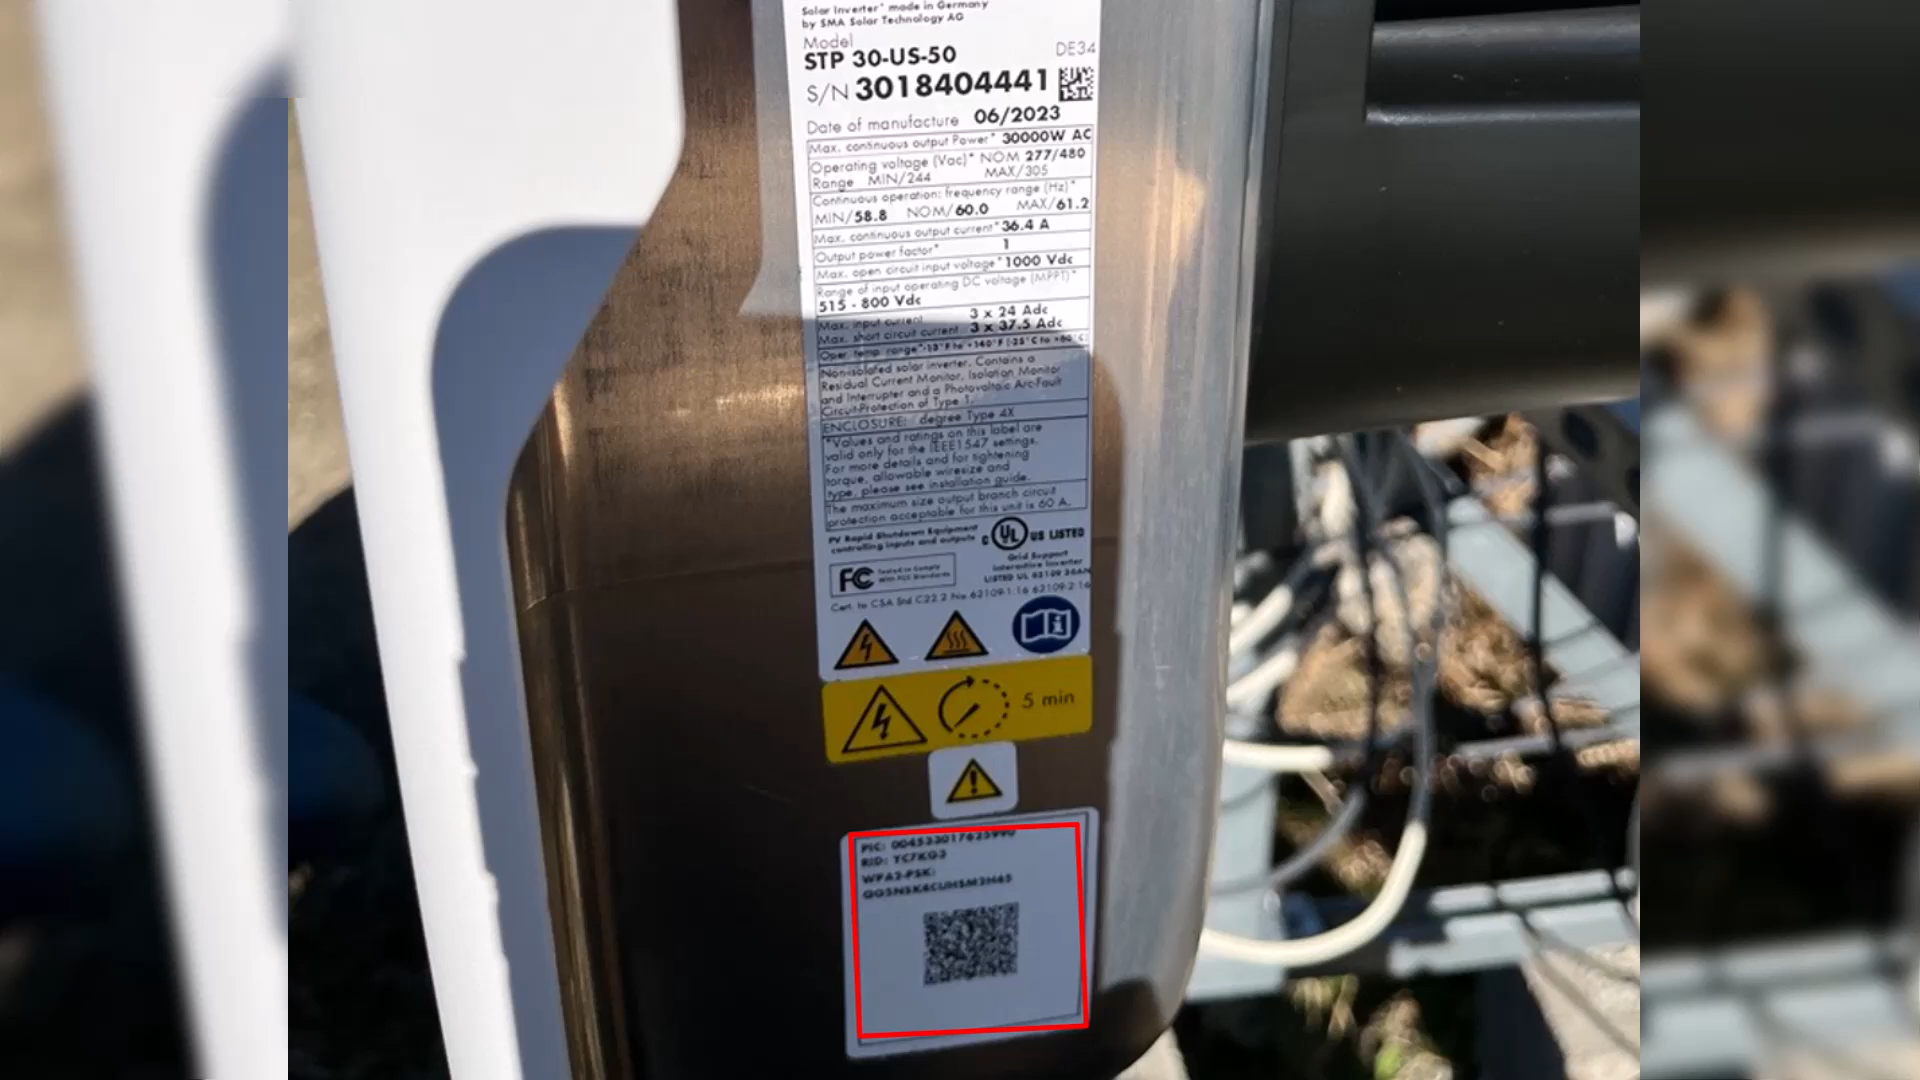 Solar Inverter* made in Germany
by SMA Solar Technology AG
Model
STP 30-US-50 DE34
S/N 3018404441
Date of manufacture 06/2023
Max. continuous output Power* 30000W AC
Operating voltage (Vac)* NOM 277/480
Range MIN/244 MAX/305
Continuous operation: frequency range (Hz)*
MIN/58.8 NOM/60.0 MAX/61.2
Max. continuous output current* 36.4 A
Output power factor* 1
Max. open circuit input voltage* 1000 Vdc
Range of input operating DC voltage (MPPT)*
515 - 800 Vdc
Max. input current 3 x 24 Adc
Max. short circuit current 3 x 37.5 Adc
Oper. temp. range* -13°F to +140°F (-25°C to +60°C)
Non-isolated solar inverter. Contains a
Residual Current Monitor, Isolation Monitor
and Interrupter and a Photovoltaic Arc-Fault
Circuit-Protection of Type 1.
ENCLOSURE: / degree Type 4X
*Values and ratings on this label are
valid only for the IEEE1547 settings.
For more details and for tightening
torque, allowable wiresize and
type, please see installation guide.
The maximum size output branch circuit
protection acceptable for this unit is 60 A.
PV Rapid Shutdown Equipment
controlling inputs and outputs
C UL US LISTED
Grid Support
Interactive Inverter
LISTED UL 62109
FC Tested to Comply
With FCC Standards
Cert. to CSA Std C22.2 No 62109-1:16 62109-2:16
5 min
PIC:
RID: YC7KG3
WPA2-PSK: